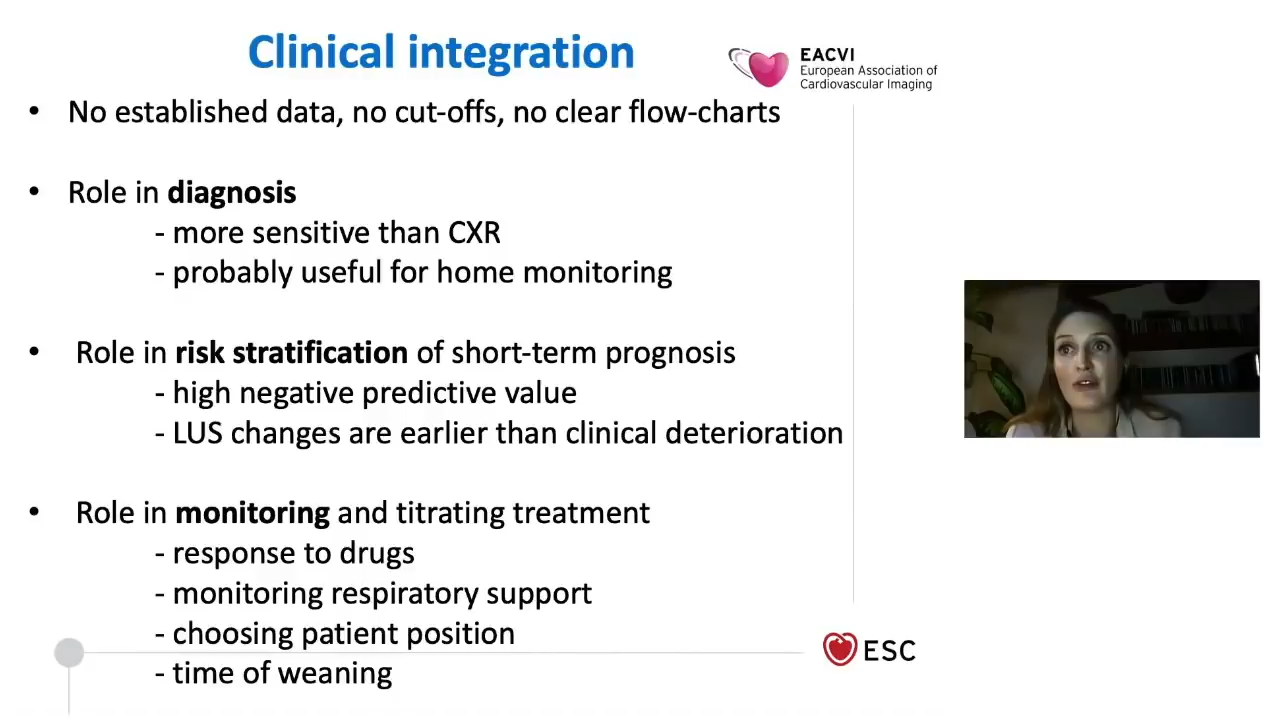 Clinical integration
EACVI
European Association of
Cardiovascular Imaging
• No established data, no cut-offs, no clear flow-charts
• Role in diagnosis
- more sensitive than CXR
- probably useful for home monitoring
• Role in risk stratification of short-term prognosis
- high negative predictive value
- LUS changes are earlier than clinical deterioration
• Role in monitoring and titrating treatment
- response to drugs
- monitoring respiratory support
- choosing patient position
- time of weaning
ESC